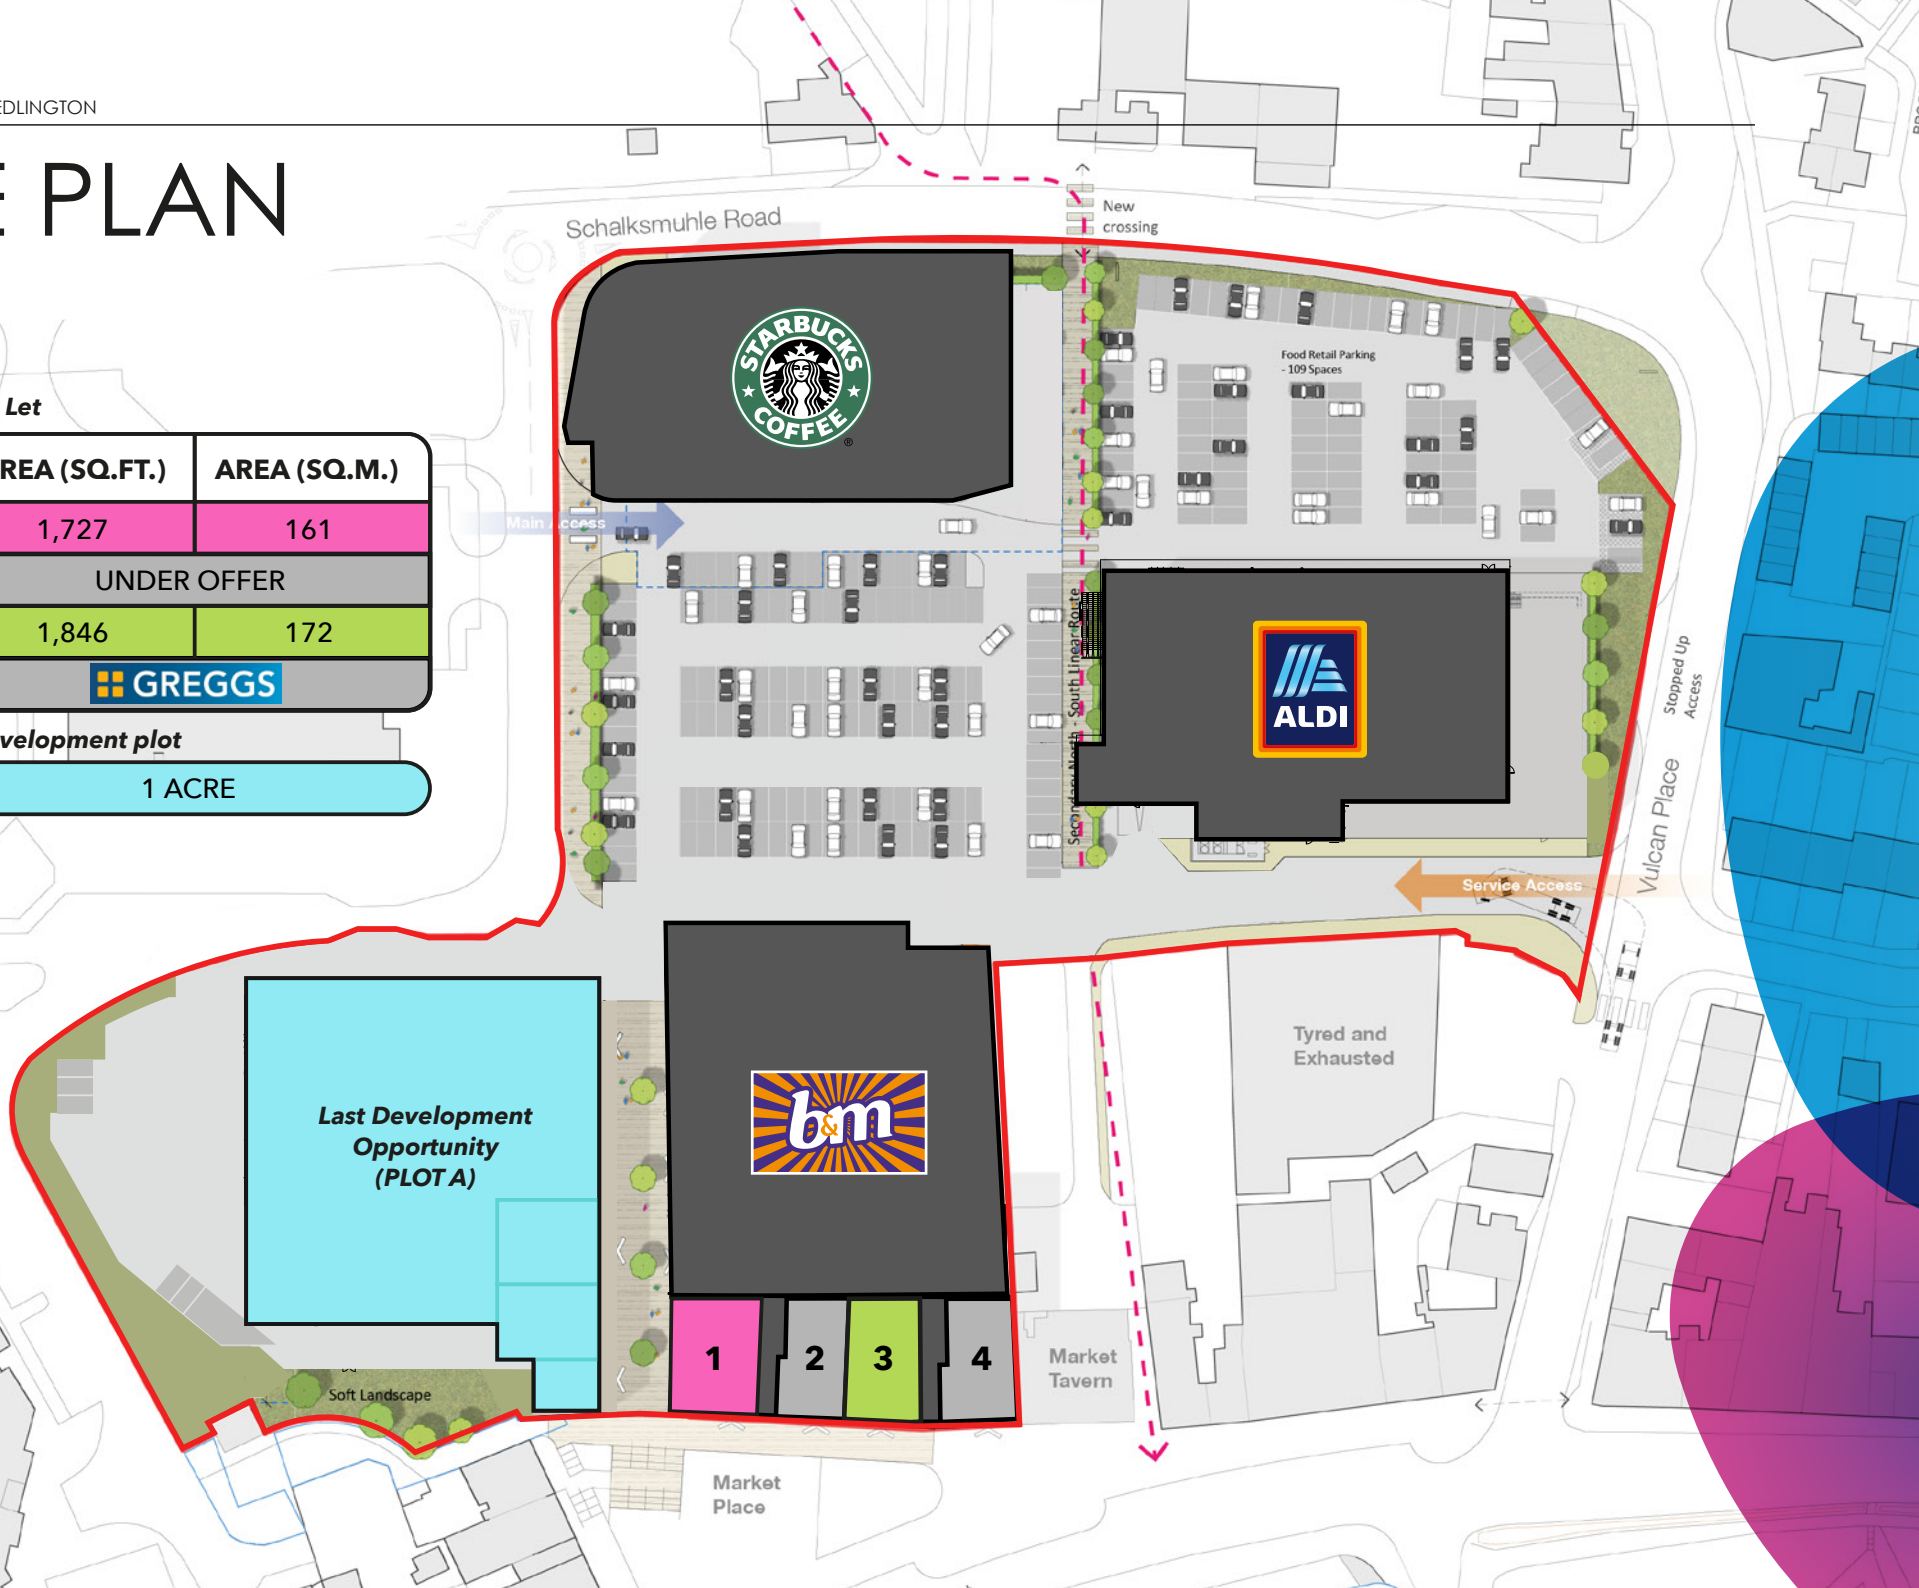 EDLINGTON
E PLAN
Let
REA (SQ.FT.) AREA (SQ.M.)
1,727 161
UNDER OFFER
1,846 172
GREGGS
velopment plot
1 ACRE
Schalksmuhle Road
New
crossing
STARBUCKS
COFFEE
®
Food Retail Parking
- 109 Spaces
Main Access
Secondary North - South Linear Route
ALDI
Stopped Up
Access
Vulcan Place
Service Access
Last Development
Opportunity
(PLOT A)
b&m
Tyred and
Exhausted
1 2 3 4
Market
Tavern
Soft Landscape
Market
Place